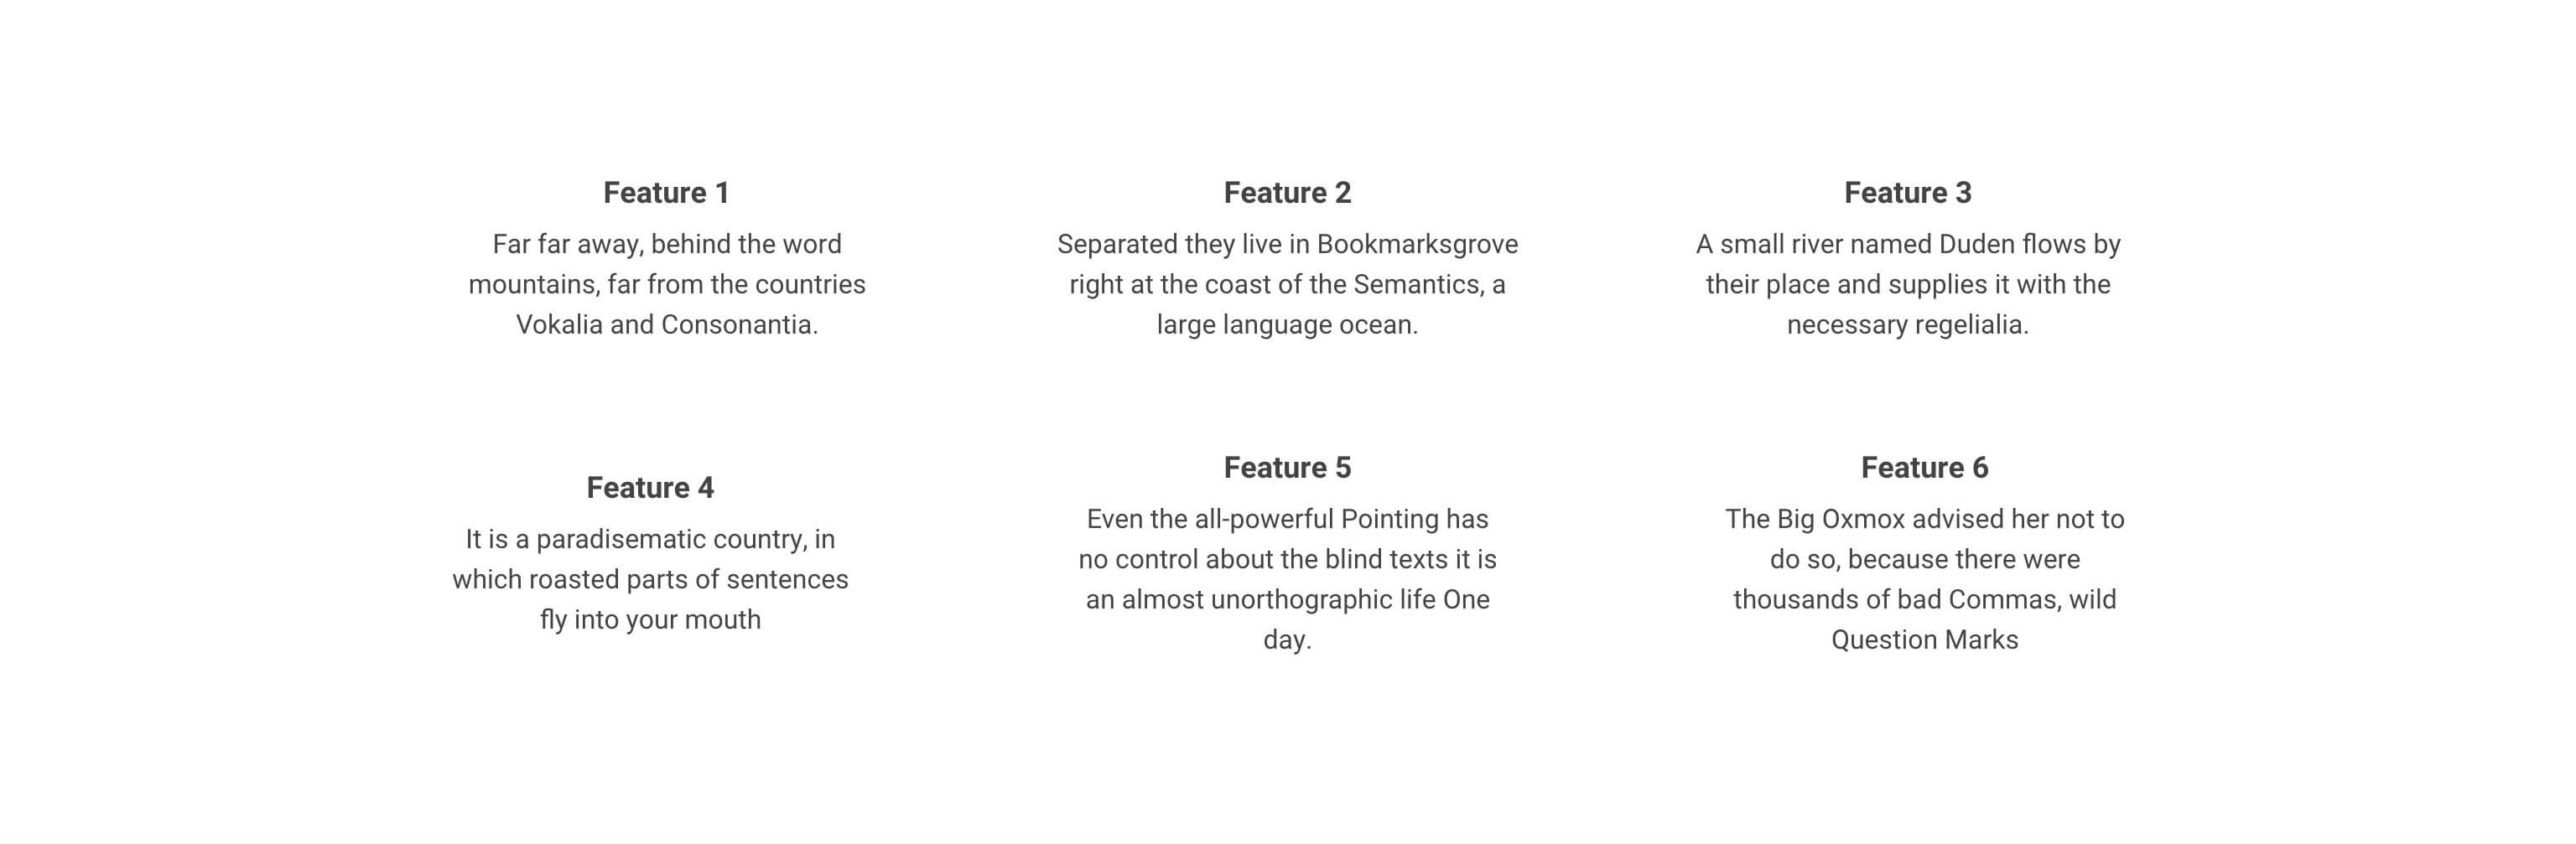 Feature 1
Far far away, behind the word
mountains, far from the countries
Vokalia and Consonantia.
Feature 2
Separated they live in Bookmarksgrove
right at the coast of the Semantics, a
large language ocean.
Feature 3
A small river named Duden flows by
their place and supplies it with the
necessary regelialia.
Feature 4
It is a paradisematic country, in
which roasted parts of sentences
fly into your mouth
Feature 5
Even the all-powerful Pointing has
no control about the blind texts it is
an almost unorthographic life One
day.
Feature 6
The Big Oxmox advised her not to
do so, because there were
thousands of bad Commas, wild
Question Marks